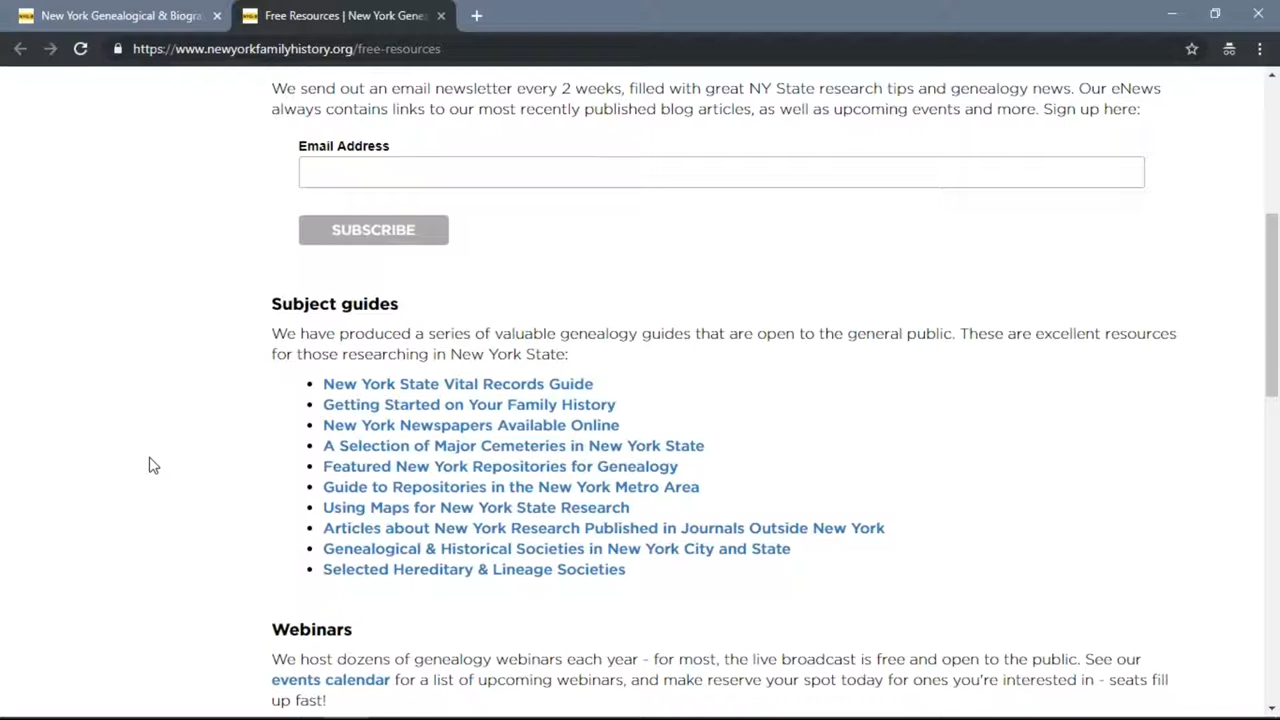 New York Genealogical & Biogra
Free Resources | New York Gene
https://www.newyorkfamilyhistory.org/free-resources
We send out an email newsletter every 2 weeks, filled with great NY State research tips and genealogy news. Our eNews
always contains links to our most recently published blog articles, as well as upcoming events and more. Sign up here:
Email Address
SUBSCRIBE
Subject guides
We have produced a series of valuable genealogy guides that are open to the general public. These are excellent resources
for those researching in New York State:
• New York State Vital Records Guide
• Getting Started on Your Family History
• New York Newspapers Available Online
• A Selection of Major Cemeteries in New York State
• Featured New York Repositories for Genealogy
• Guide to Repositories in the New York Metro Area
• Using Maps for New York State Research
• Articles about New York Research Published in Journals Outside New York
• Genealogical & Historical Societies in New York City and State
• Selected Hereditary & Lineage Societies
Webinars
We host dozens of genealogy webinars each year - for most, the live broadcast is free and open to the public. See our
events calendar for a list of upcoming webinars, and make reserve your spot today for ones you're interested in - seats fill
up fast!